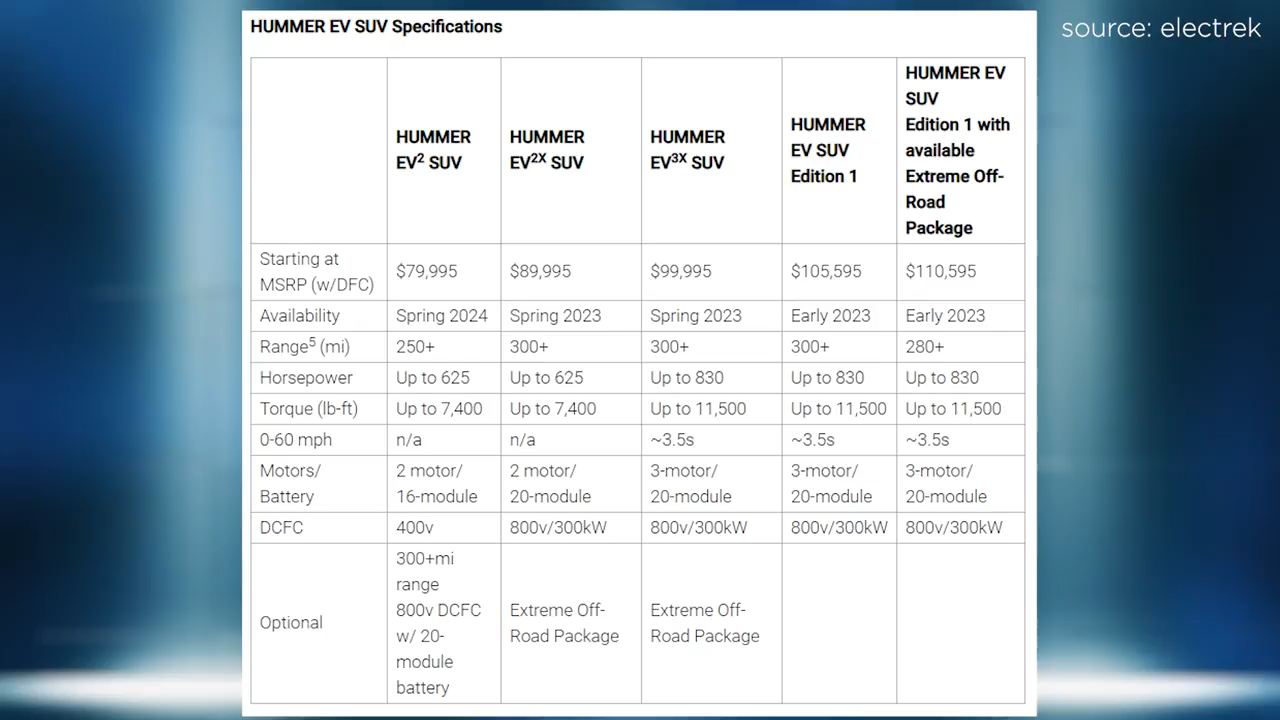 HUMMER EV SUV Specifications
source: electrek
HUMMER
EV² SUV
HUMMER
EV²ˣ SUV
HUMMER
EV³ˣ SUV
HUMMER
EV SUV
Edition 1
HUMMER EV
SUV
Edition 1 with
available
Extreme Off-
Road
Package
Starting at
MSRP (w/DFC)
$79,995
$89,995
$99,995
$105,595
$110,595
Availability
Spring 2024
Spring 2023
Spring 2023
Early 2023
Early 2023
Range⁵ (mi)
250+
300+
300+
300+
280+
Horsepower
Up to 625
Up to 625
Up to 830
Up to 830
Up to 830
Torque (lb-ft)
Up to 7,400
Up to 7,400
Up to 11,500
Up to 11,500
Up to 11,500
0-60 mph
n/a
n/a
~3.5s
~3.5s
~3.5s
Motors/
Battery
2 motor/
16-module
2 motor/
20-module
3-motor/
20-module
3-motor/
20-module
3-motor/
20-module
DCFC
400v
800v/300kW
800v/300kW
800v/300kW
800v/300kW
Optional
300+mi
range
800v DCFC
w/ 20-
module
battery
Extreme Off-
Road Package
Extreme Off-
Road Package